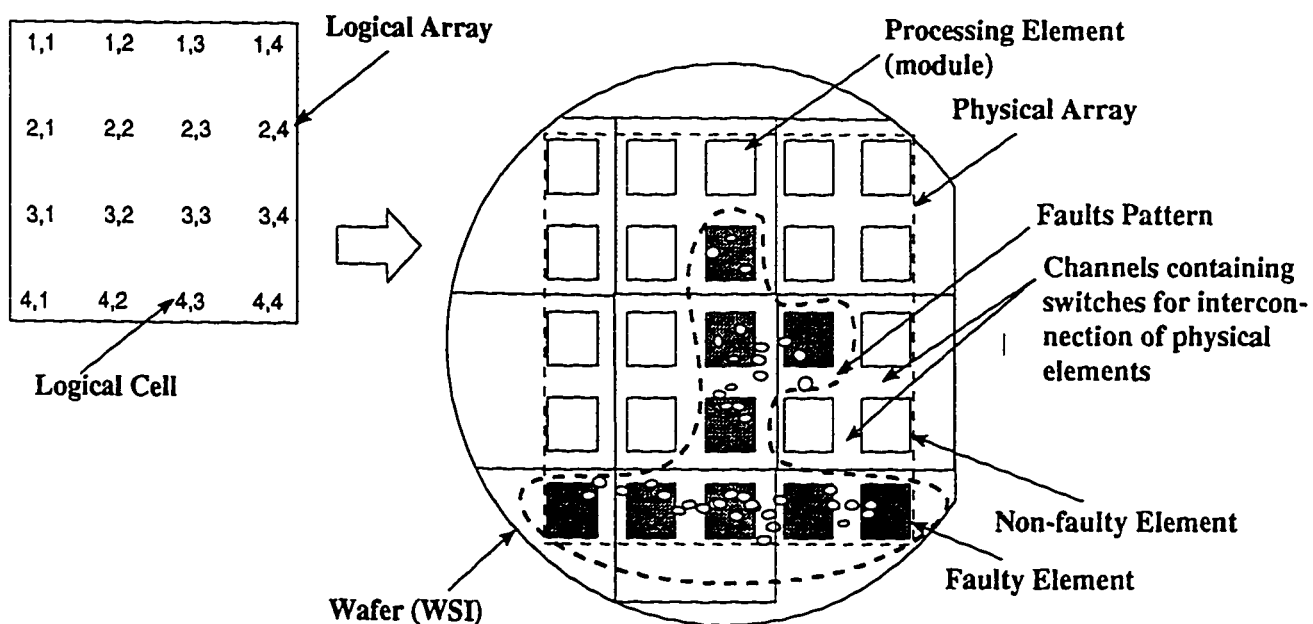 1,1 1,2 1,3 1,4
2,1 2,2 2,3 2,4
3,1 3,2 3,3 3,4
4,1 4,2 4,3 4,4
Logical Array
Logical Cell
Processing Element
(module)
Physical Array
Faults Pattern
Channels containing
switches for intercon-
nection of physical
elements
Non-faulty Element
Faulty Element
Wafer (WSI)